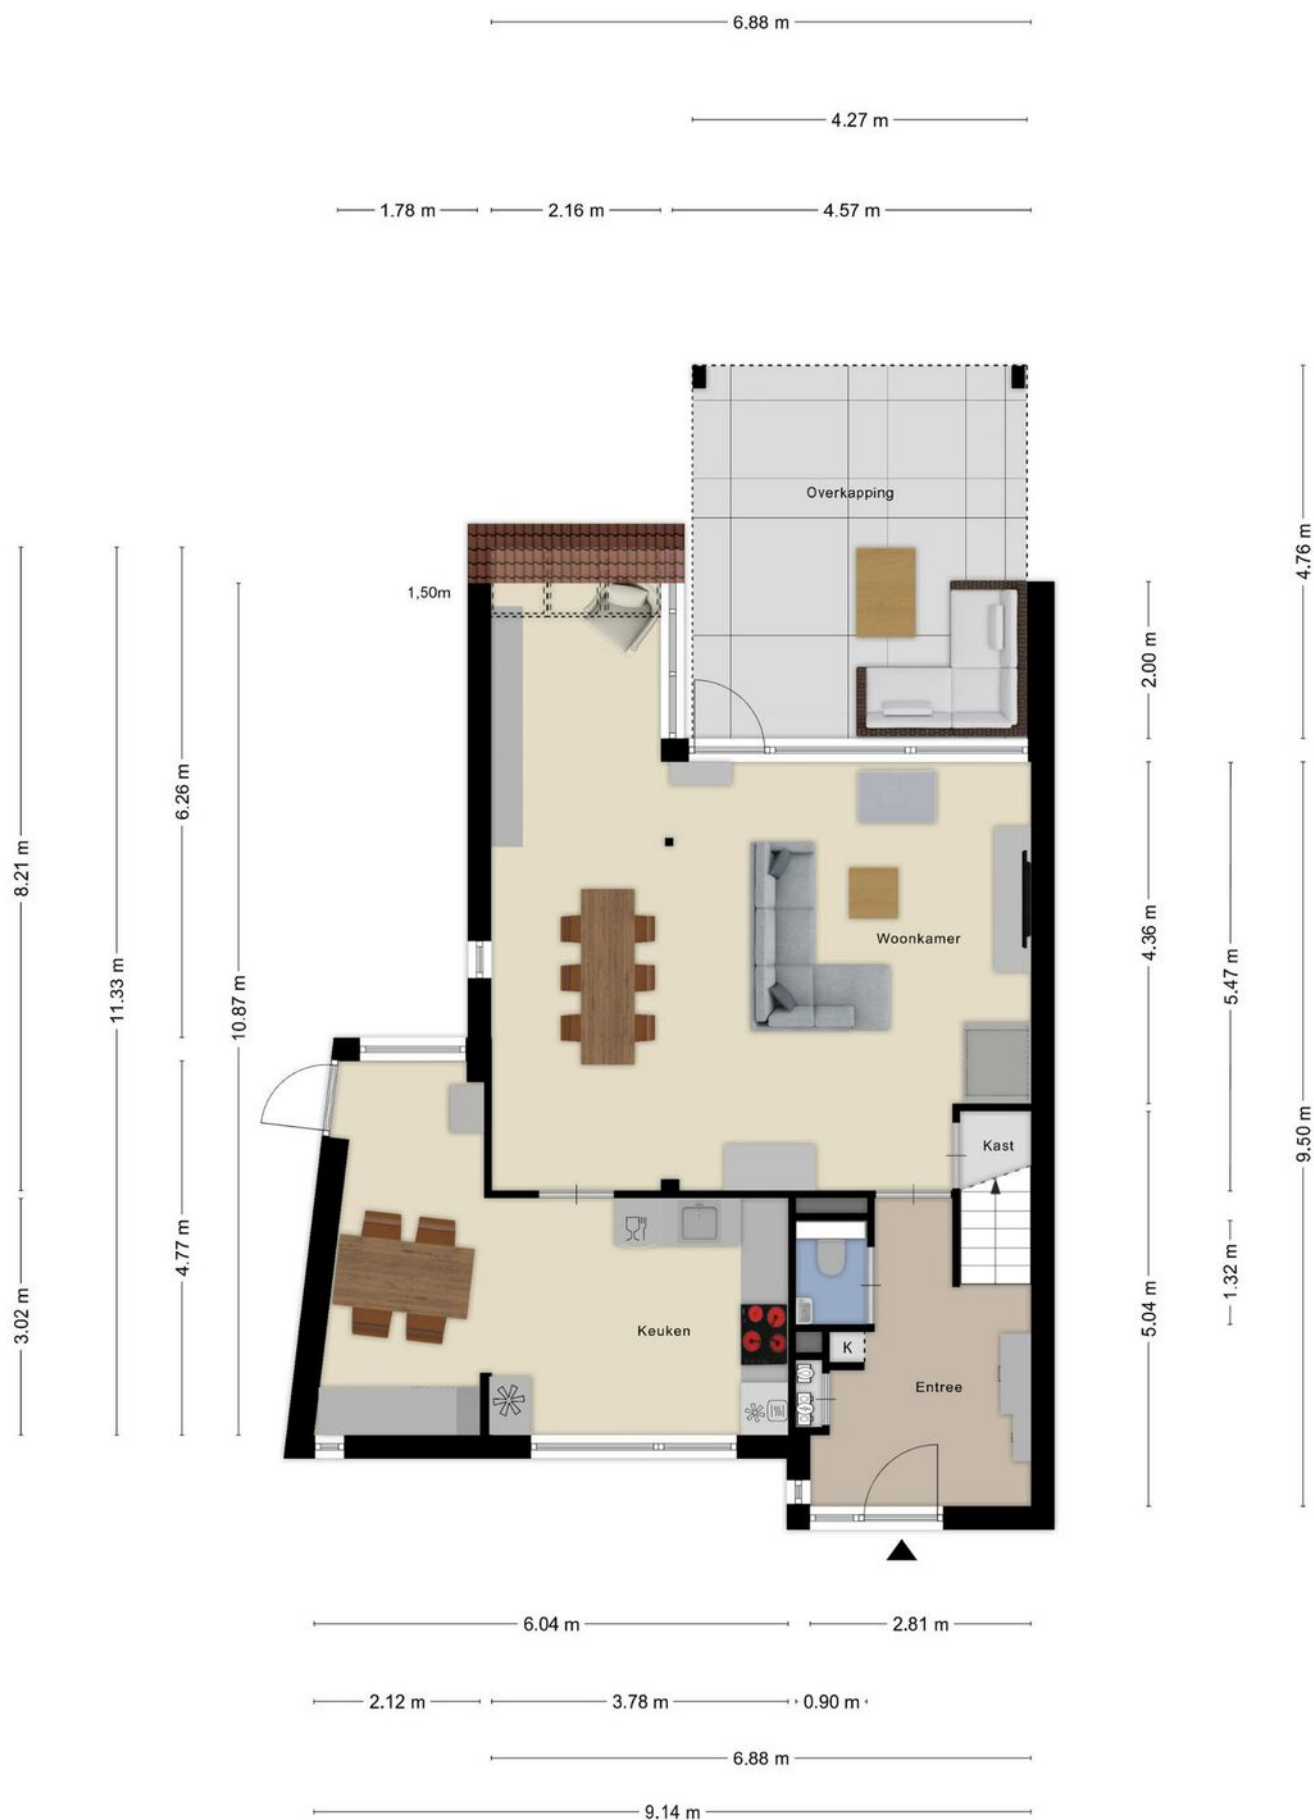 6.88 m
4.27 m
1.78 m
2.16 m
4.57 m
Overkapping
4.76 m
1,50m
2.00 m
6.26 m
8.21 m
11.33 m
10.87 m
Woonkamer
4.36 m
5.47 m
9.50 m
Kast
4.77 m
3.02 m
Keuken
K
Entree
1.32 m
5.04 m
6.04 m
2.81 m
2.12 m
3.78 m
0.90 m
6.88 m
9.14 m